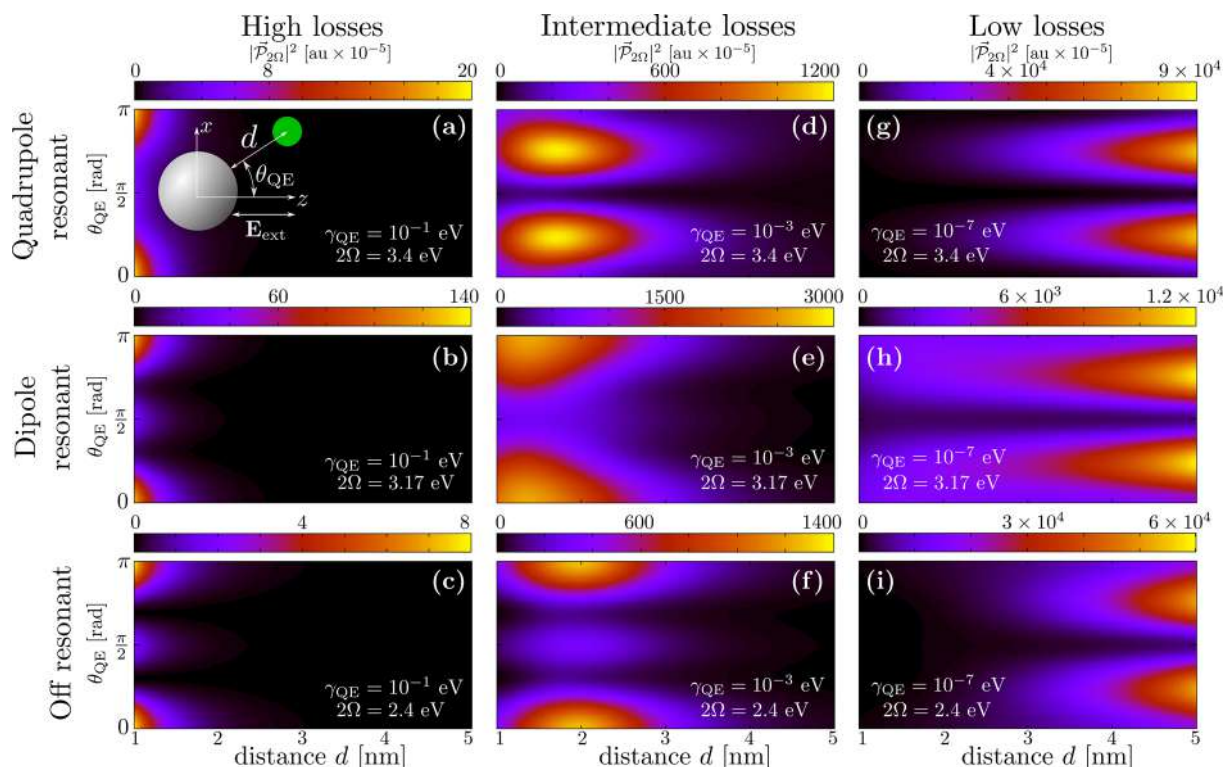 High losses Intermediate losses Low losses
|𝒫⃗₂Ω|² [au × 10⁻⁵] |𝒫⃗₂Ω|² [au × 10⁻⁵] |𝒫⃗₂Ω|² [au × 10⁻⁵]
0 8 20 0 600 1200 0 4 × 10⁴ 9 × 10⁴
Quadrupole
resonant
θQE [rad]
π
π/2
0
(a)
x
d
θQE
z
Eext
γQE = 10⁻¹ eV
2Ω = 3.4 eV
(d)
γQE = 10⁻³ eV
2Ω = 3.4 eV
(g)
γQE = 10⁻⁷ eV
2Ω = 3.4 eV
0 60 140 0 1500 3000 0 6 × 10³ 1.2 × 10⁴
Dipole
resonant
θQE [rad]
π
π/2
0
(b)
γQE = 10⁻¹ eV
2Ω = 3.17 eV
(e)
γQE = 10⁻³ eV
2Ω = 3.17 eV
(h)
γQE = 10⁻⁷ eV
2Ω = 3.17 eV
0 4 8 0 600 1400 0 3 × 10⁴ 6 × 10⁴
Off resonant
θQE [rad]
π
π/2
0
(c)
γQE = 10⁻¹ eV
2Ω = 2.4 eV
(f)
γQE = 10⁻³ eV
2Ω = 2.4 eV
(i)
γQE = 10⁻⁷ eV
2Ω = 2.4 eV
1 2 3 4 5 1 2 3 4 5 1 2 3 4 5
distance d [nm] distance d [nm] distance d [nm]